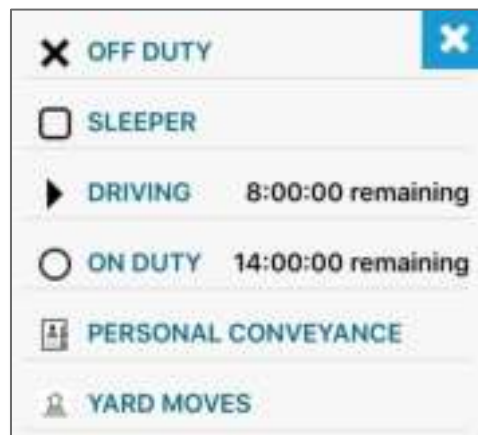 OFF DUTY
SLEEPER
DRIVING 8:00:00 remaining
ON DUTY 14:00:00 remaining
PERSONAL CONVEYANCE
YARD MOVES